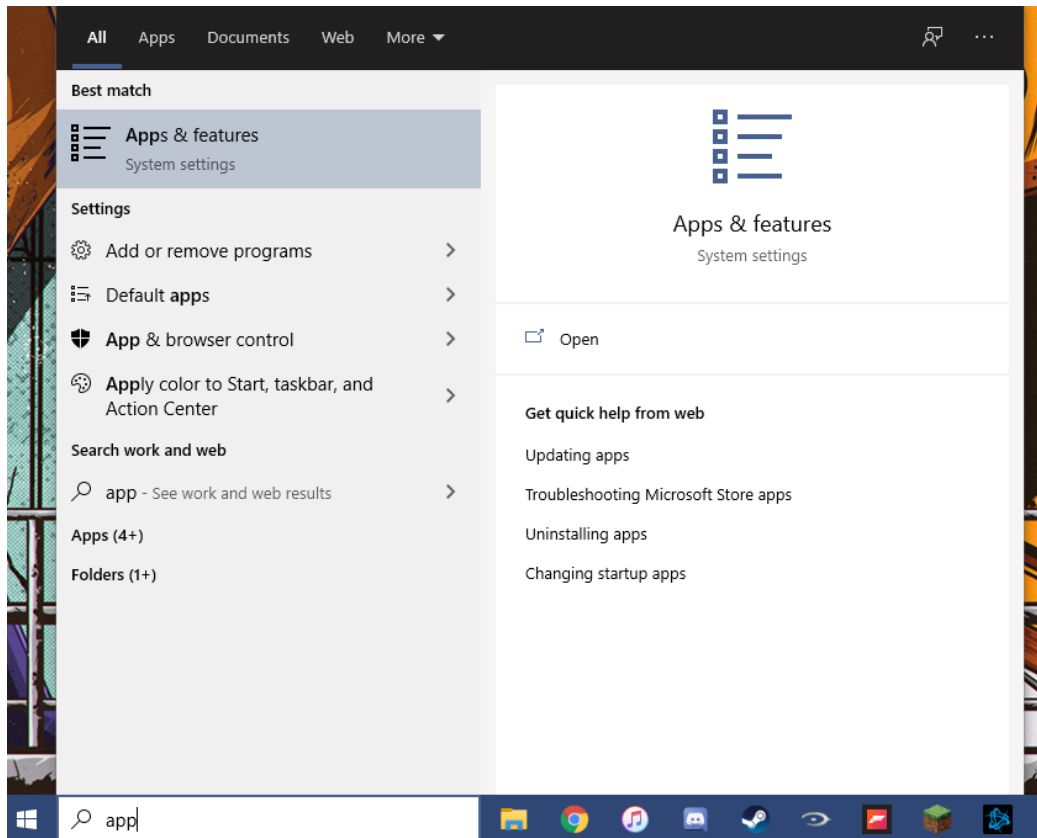 All Apps Documents Web More
Best match
Apps & features
System settings
Settings
Add or remove programs
Default apps
App & browser control
Apply color to Start, taskbar, and
Action Center
Search work and web
app - See work and web results
Apps (4+)
Folders (1+)
Apps & features
System settings
Open
Get quick help from web
Updating apps
Troubleshooting Microsoft Store apps
Uninstalling apps
Changing startup apps
app